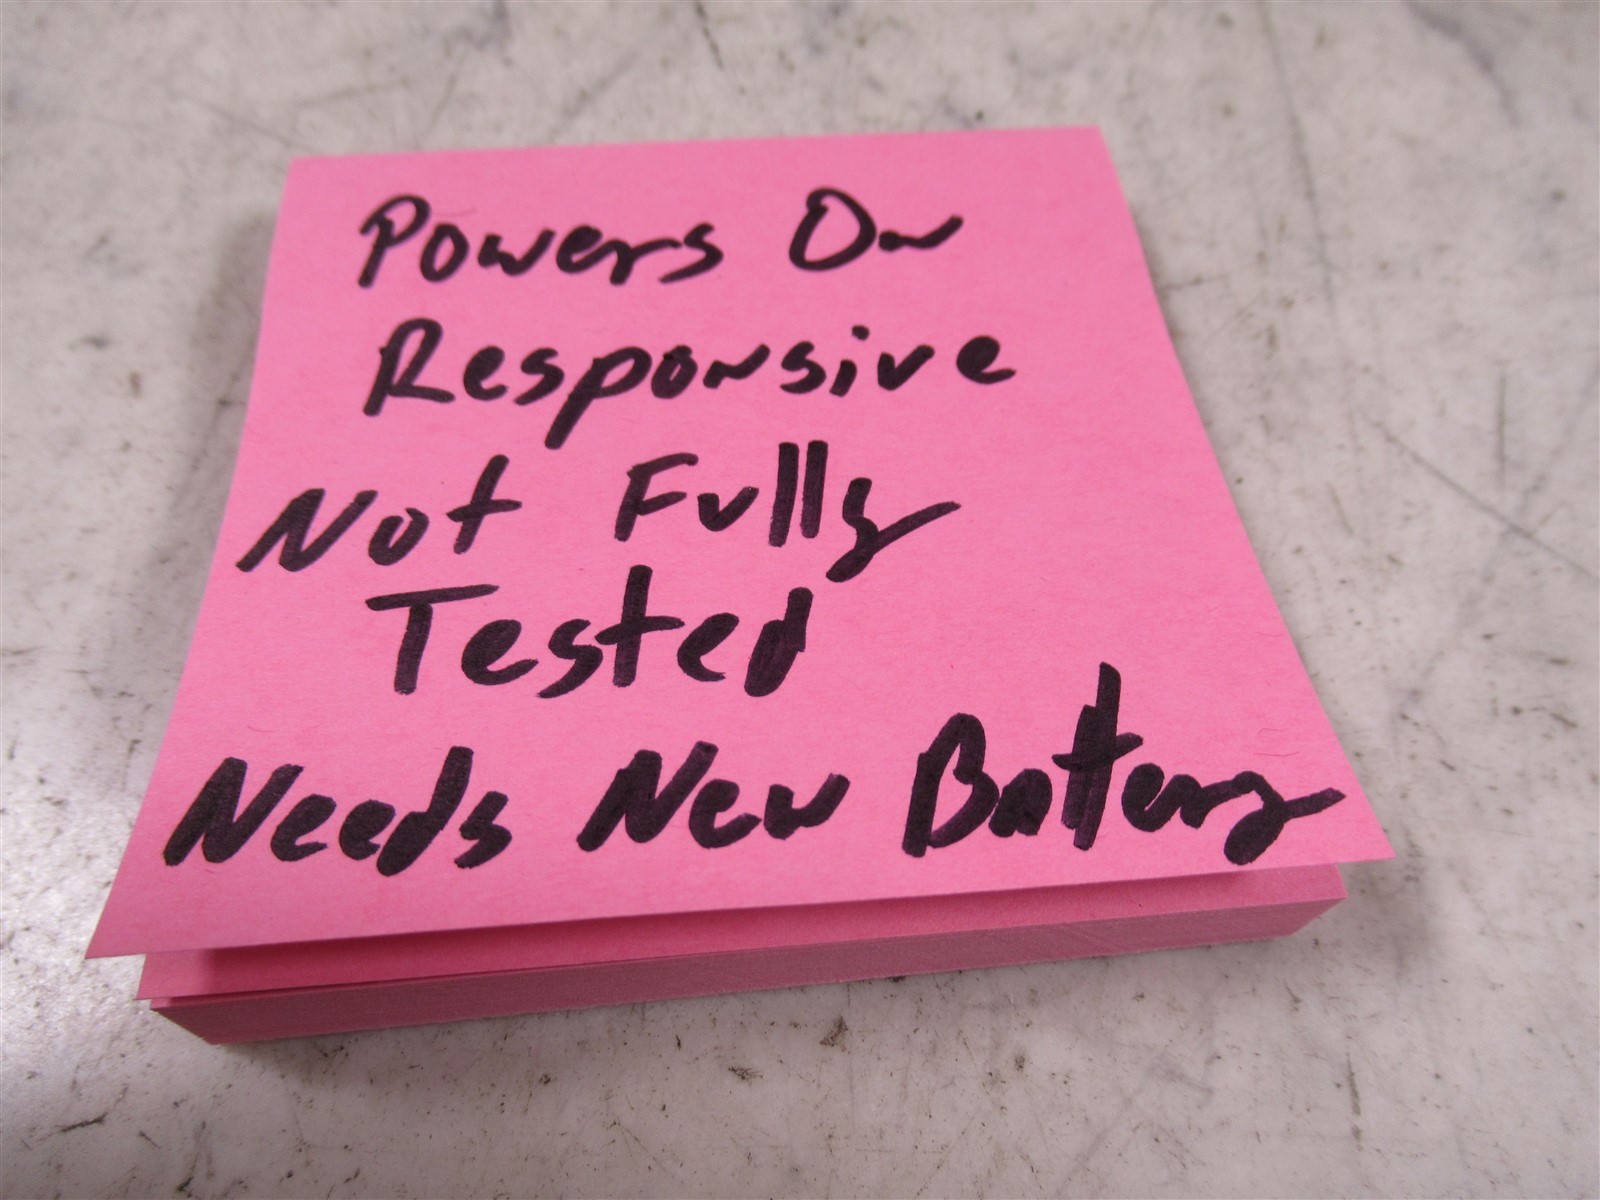 Powers On
Responsive
Not Fully
Tested
Needs New Battery